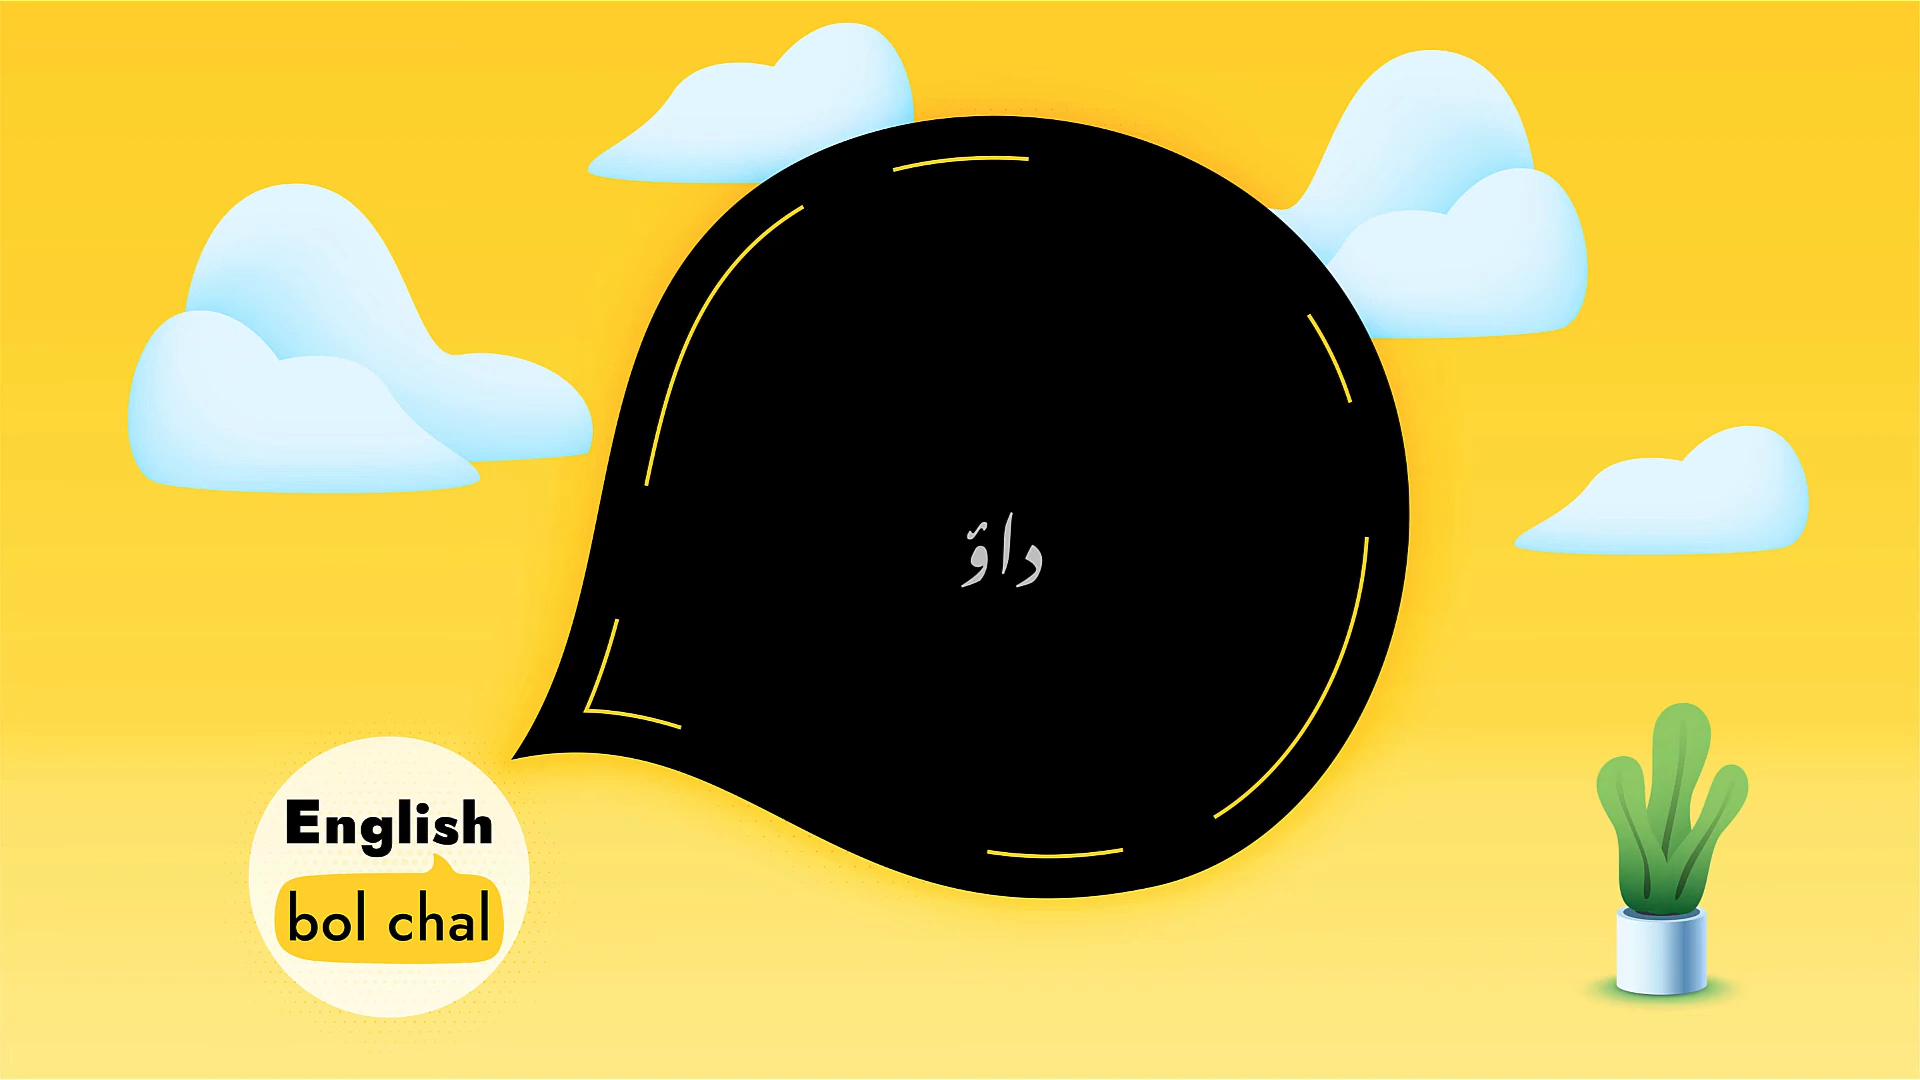 داؤ
English
bol chal